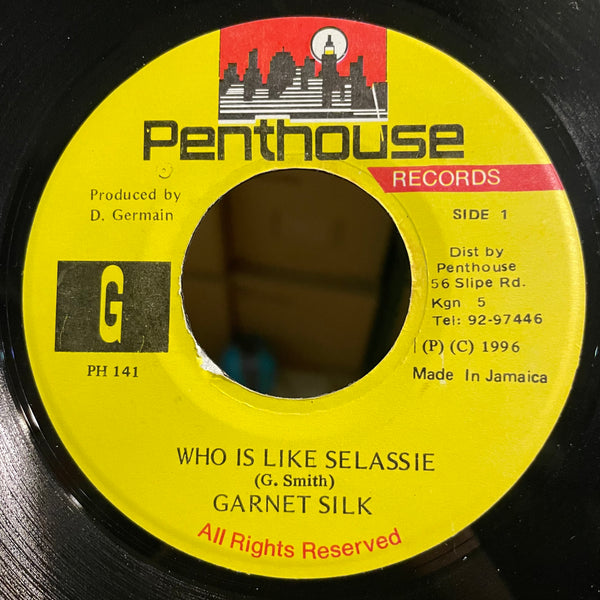 Penthouse
RECORDS
Produced by
D. Germain
SIDE 1
Dist by
Penthouse
56 Slipe Rd.
Kgn 5
Tel: 92-97446
G
PH 141
(P) (C) 1996
Made In Jamaica
WHO IS LIKE SELASSIE
(G. Smith)
GARNET SILK
All Rights Reserved